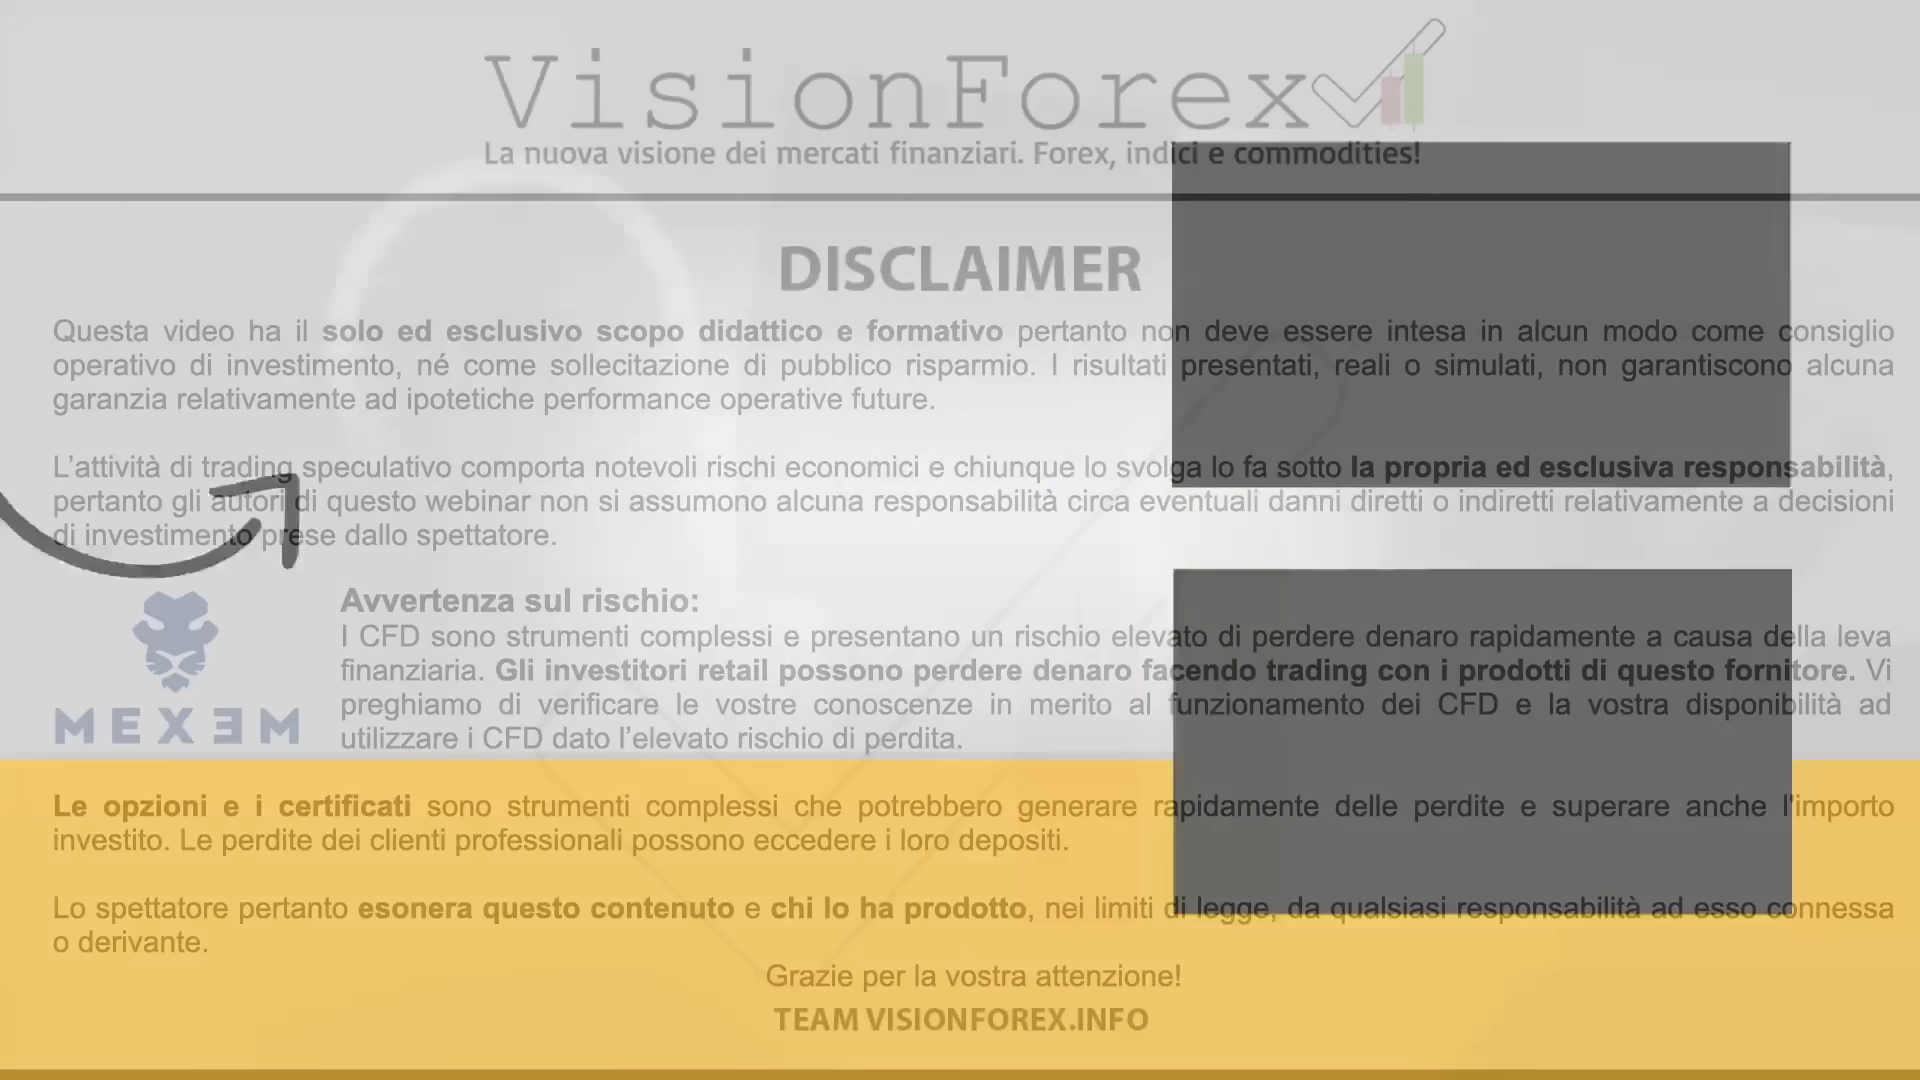 VisionForex
La nuova visione dei mercati finanziari. Forex, indici e commodities!
DISCLAIMER
Questa video ha il solo ed esclusivo scopo didattico e formativo pertanto non deve essere intesa in alcun modo come consiglio
operativo di investimento, né come sollecitazione di pubblico risparmio. I risultati presentati, reali o simulati, non garantiscono alcuna
garanzia relativamente ad ipotetiche performance operative future.
L'attività di trading speculativo comporta notevoli rischi economici e chiunque lo svolga lo fa sotto la propria ed esclusiva responsabilità,
pertanto gli autori di questo webinar non si assumono alcuna responsabilità circa eventuali danni diretti o indiretti relativamente a decisioni
di investimento prese dallo spettatore.
Avvertenza sul rischio:
I CFD sono strumenti complessi e presentano un rischio elevato di perdere denaro rapidamente a causa della leva
finanziaria. Gli investitori retail possono perdere denaro facendo trading con i prodotti di questo fornitore. Vi
preghiamo di verificare le vostre conoscenze in merito al funzionamento dei CFD e la vostra disponibilità ad
utilizzare i CFD dato l'elevato rischio di perdita.
MEXEM
Le opzioni e i certificati sono strumenti complessi che potrebbero generare rapidamente delle perdite e superare anche l'importo
investito. Le perdite dei clienti professionali possono eccedere i loro depositi.
Lo spettatore pertanto esonera questo contenuto e chi lo ha prodotto, nei limiti di legge, da qualsiasi responsabilità ad esso connessa
o derivante.
Grazie per la vostra attenzione!
TEAM VISIONFOREX.INFO